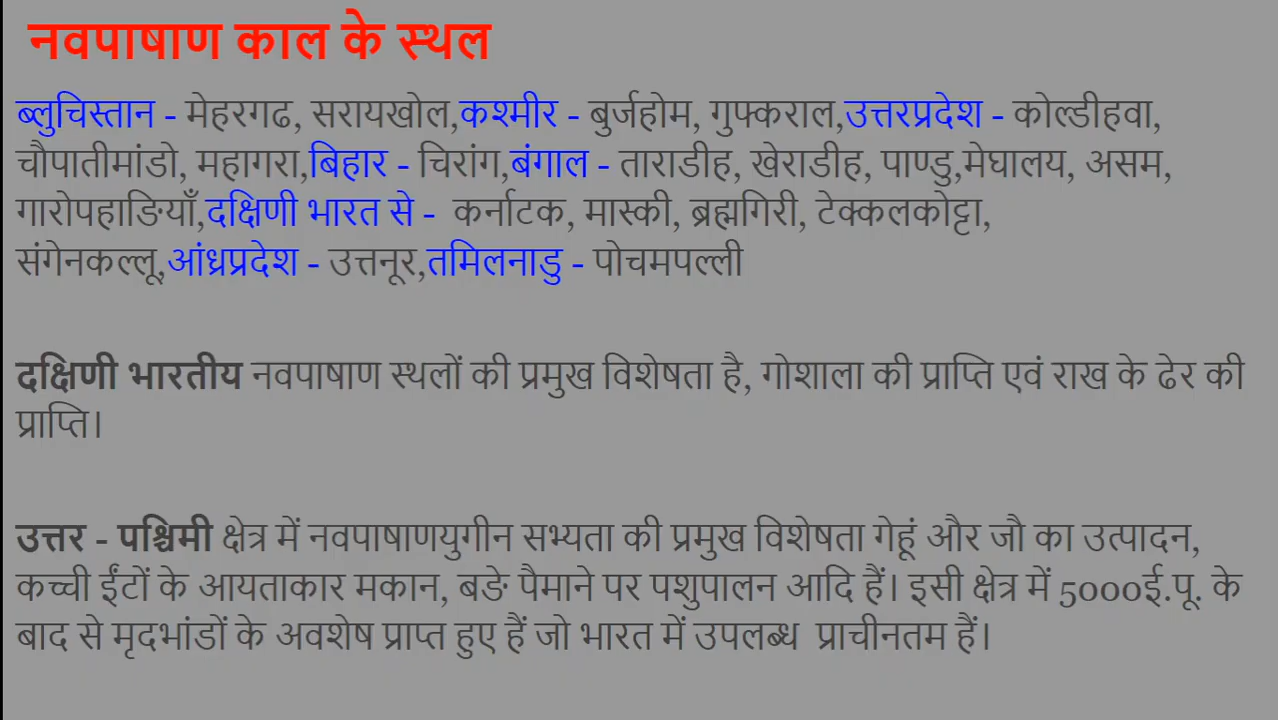 नवपाषाण काल के स्थल
ब्लुचिस्तान - मेहरगढ, सरायखोल,कश्मीर - बुर्जहोम, गुफ्कराल,उत्तरप्रदेश - कोल्डीहवा,
चौपातीमांडो, महागरा,बिहार - चिरांग,बंगाल - ताराडीह, खेराडीह, पाण्डु,मेघालय, असम,
गारोपहाङियाँ,दक्षिणी भारत से - कर्नाटक, मास्की, ब्रह्मगिरी, टेक्कलकोट्टा,
संगेनकल्लू,आंध्रप्रदेश - उत्तनूर,तमिलनाडु - पोचमपल्ली
दक्षिणी भारतीय नवपाषाण स्थलों की प्रमुख विशेषता है, गोशाला की प्राप्ति एवं राख के ढेर की
प्राप्ति।
उत्तर - पश्चिमी क्षेत्र में नवपाषाणयुगीन सभ्यता की प्रमुख विशेषता गेहूं और जौ का उत्पादन,
कच्ची ईंटों के आयताकार मकान, बङे पैमाने पर पशुपालन आदि हैं। इसी क्षेत्र में 5000ई.पू. के
बाद से मृदभांडों के अवशेष प्राप्त हुए हैं जो भारत में उपलब्ध प्राचीनतम हैं।